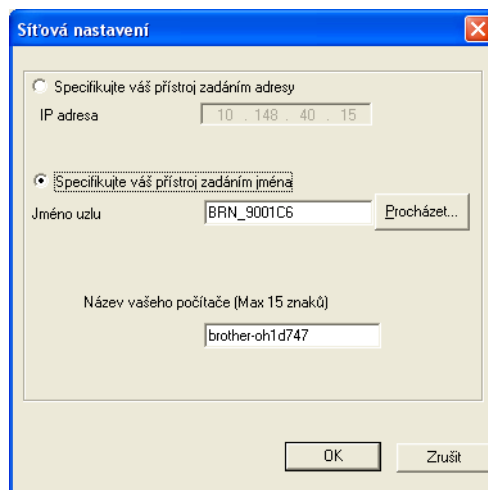 Síťová nastavení
Specifikujte váš přístroj zadáním adresy
IP adresa 10 . 148 . 40 . 15
Specifikujte váš přístroj zadáním jména
Jméno uzlu BRN_9001C6 Procházet...
Název vašeho počítače (Max 15 znaků)
brother-oh1d747
OK Zrušit